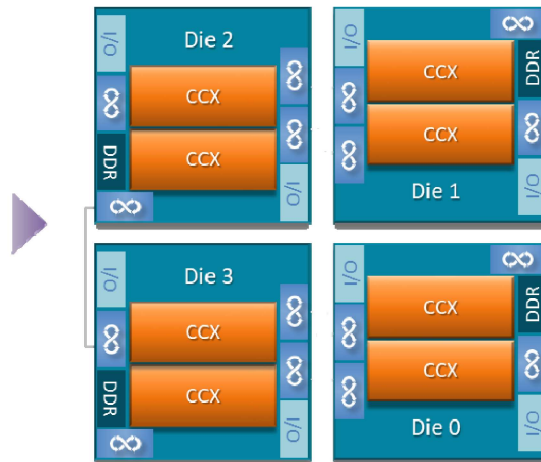 I/O
Die 2
CCX
CCX
DDR
I/O
I/O
CCX
DDR
CCX
Die 1
I/O
I/O
Die 3
CCX
CCX
DDR
I/O
I/O
CCX
DDR
CCX
Die 0
I/O